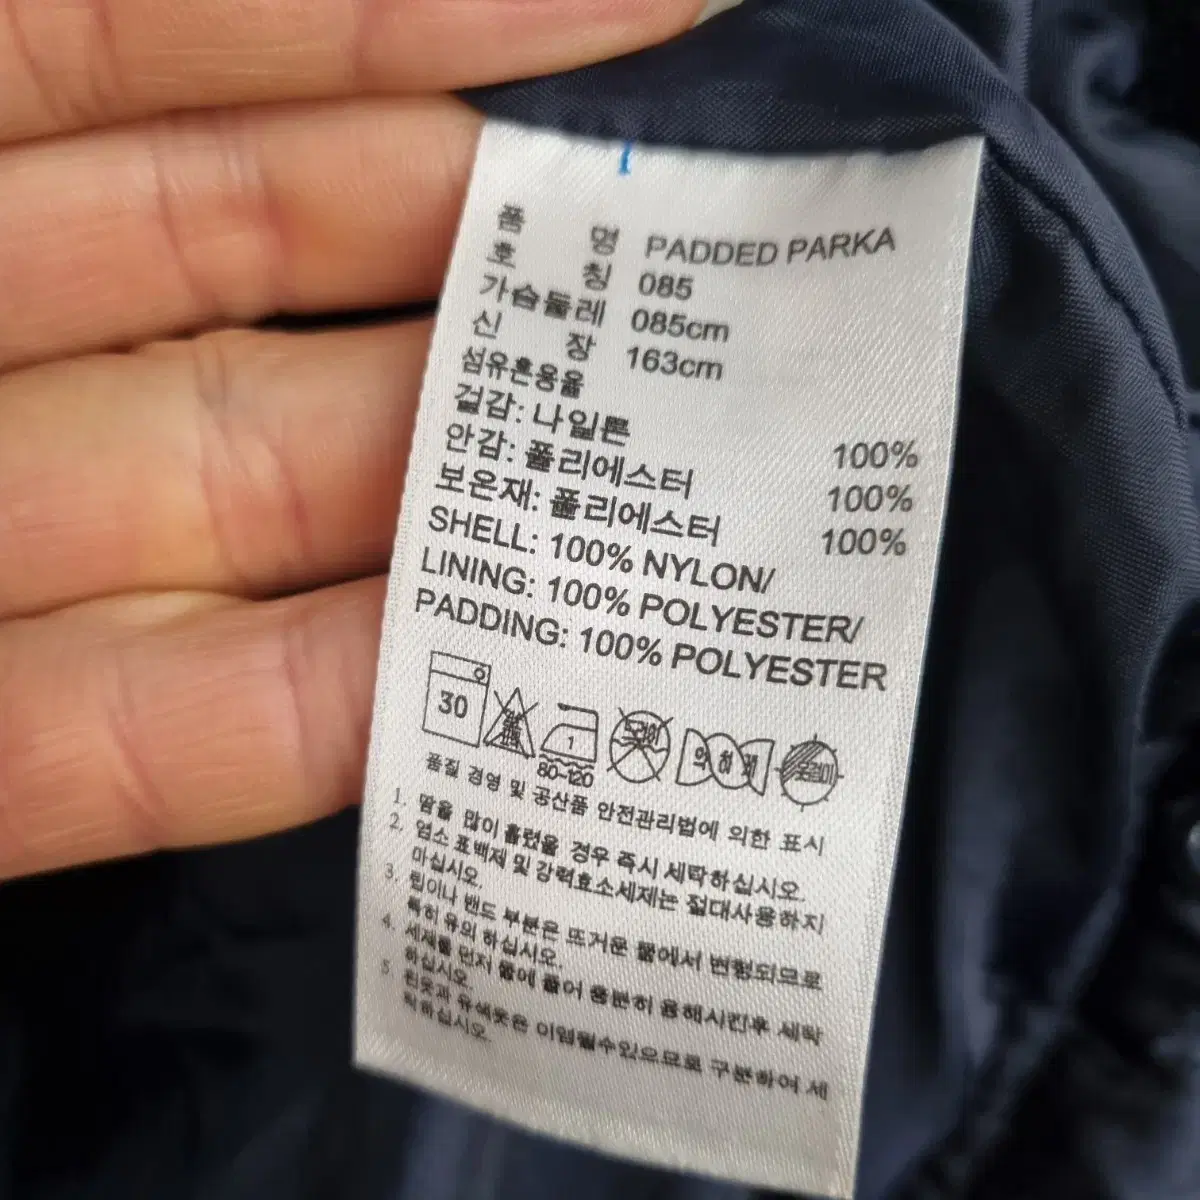 품 명 PADDED PARKA
호 칭 085
가슴둘레 085cm
신 장 163cm
섬유혼용율
겉감: 나일론 100%
안감: 폴리에스터 100%
보온재: 폴리에스터 100%
SHELL: 100% NYLON/
LINING: 100% POLYESTER/
PADDING: 100% POLYESTER
30 1 80~120 드라이 약하게
품질 경영 및 공산품 안전관리법에 의한 표시
1. 땀을 많이 흘렸을 경우 즉시 세탁하십시오.
2. 염소 표백제 및 강력효소세제는 절대사용하지
마십시오.
3. 립이나 밴드 부분은 뜨거운 물에서 변형되므로
특히 유의 하십시오.
4. 세제를 먼저 물에 풀어 충분히 용해시킨후 세탁
하십시오.
5. 흰옷과 유색옷은 이염될수있으므로 구분하여 세
탁하십시오.